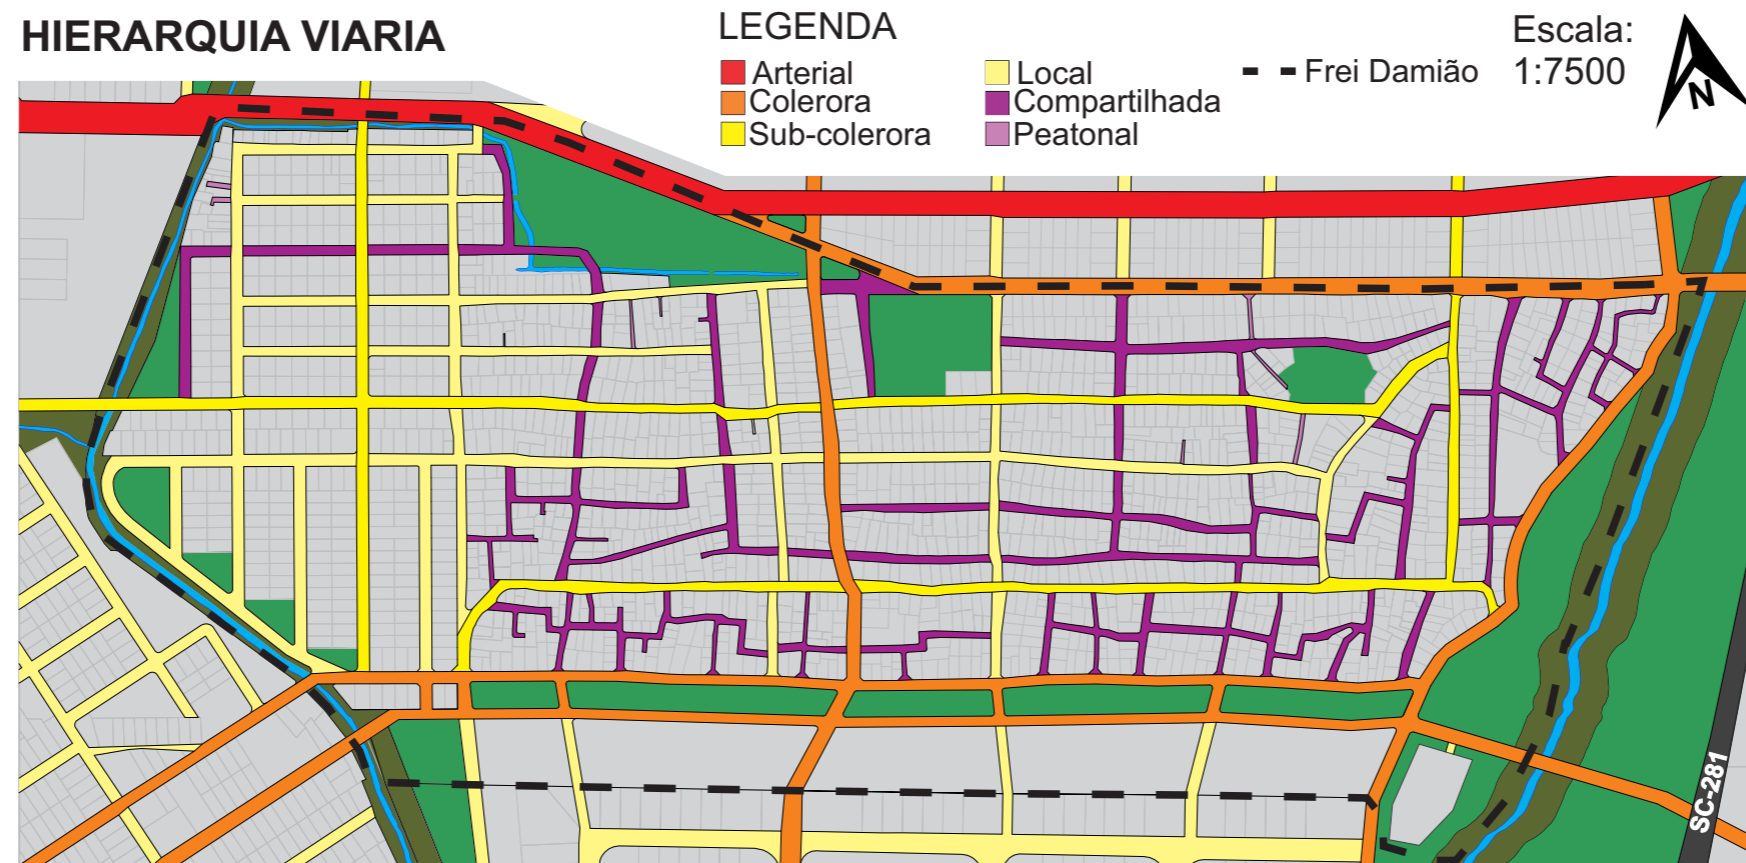 HIERARQUIA VIARIA
LEGENDA
Arterial
Colerora
Sub-colerora
Local
Compartilhada
Peatonal
Frei Damião
Escala:
1:7500
N
SC-281